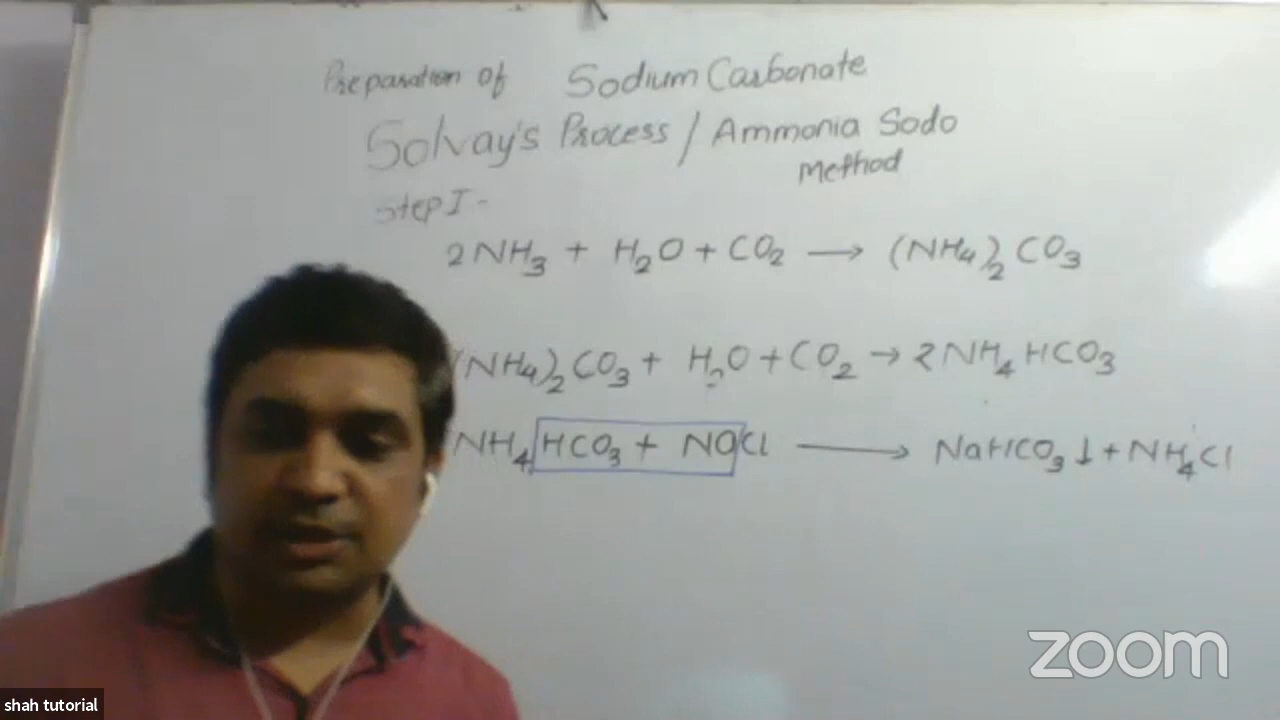 Preparation of Sodium Carbonate
Solvay's Process / Ammonia Sodo
Method
Step I -
2NH₃ + H₂O + CO₂ → (NH₄)₂CO₃
(NH₄)₂CO₃ + H₂O + CO₂ → 2NH₄HCO₃
NH₄HCO₃ + NaCl → NaHCO₃↓ + NH₄Cl
zoom
shah tutorial